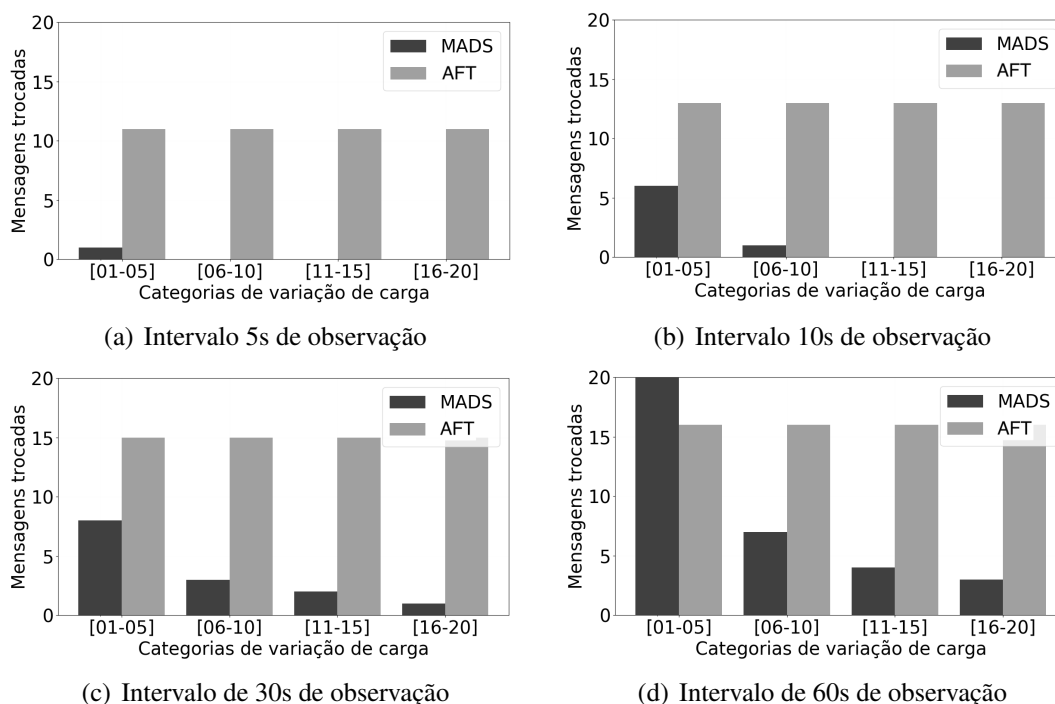 20
15
10
5
0
Mensagens trocadas
MADS
AFT
[01-05] [06-10] [11-15] [16-20]
Categorias de variação de carga
(a) Intervalo 5s de observação
20
15
10
5
0
Mensagens trocadas
MADS
AFT
[01-05] [06-10] [11-15] [16-20]
Categorias de variação de carga
(b) Intervalo 10s de observação
20
15
10
5
0
Mensagens trocadas
MADS
AFT
[01-05] [06-10] [11-15] [16-20]
Categorias de variação de carga
(c) Intervalo de 30s de observação
20
15
10
5
0
Mensagens trocadas
MADS
AFT
[01-05] [06-10] [11-15] [16-20]
Categorias de variação de carga
(d) Intervalo de 60s de observação